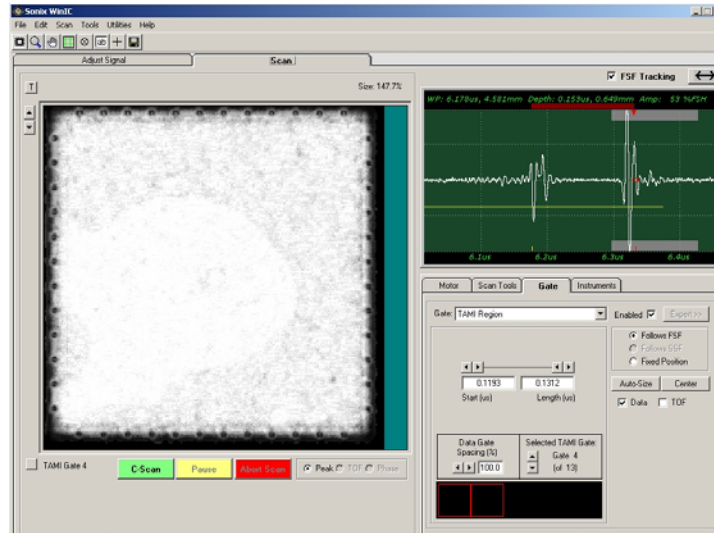 Sonix WinIC
File Edit Scan Tools Utilities Help
Adjust Signal Scan
FSF Tracking
T
Size: 147.7%
WP: 6.178us, 4.581mm Depth: 0.153us, 0.649mm Amp: 53 %FSH
6.1us 6.2us 6.3us 6.4us
Motor Scan Tools Gate Instruments
Gate: TAMI Region Enabled Expert >>
Follows FSF
Follows SSF
Fixed Position
0.1193 0.1312
Start (us) Length (us)
Auto-Size Center
Data TOF
Data Gate
Spacing (%)
100.0
Selected TAMI Gate:
Gate 4
(of 13)
TAMI Gate 4 C-Scan Pause Abort Scan Peak TOF Phase